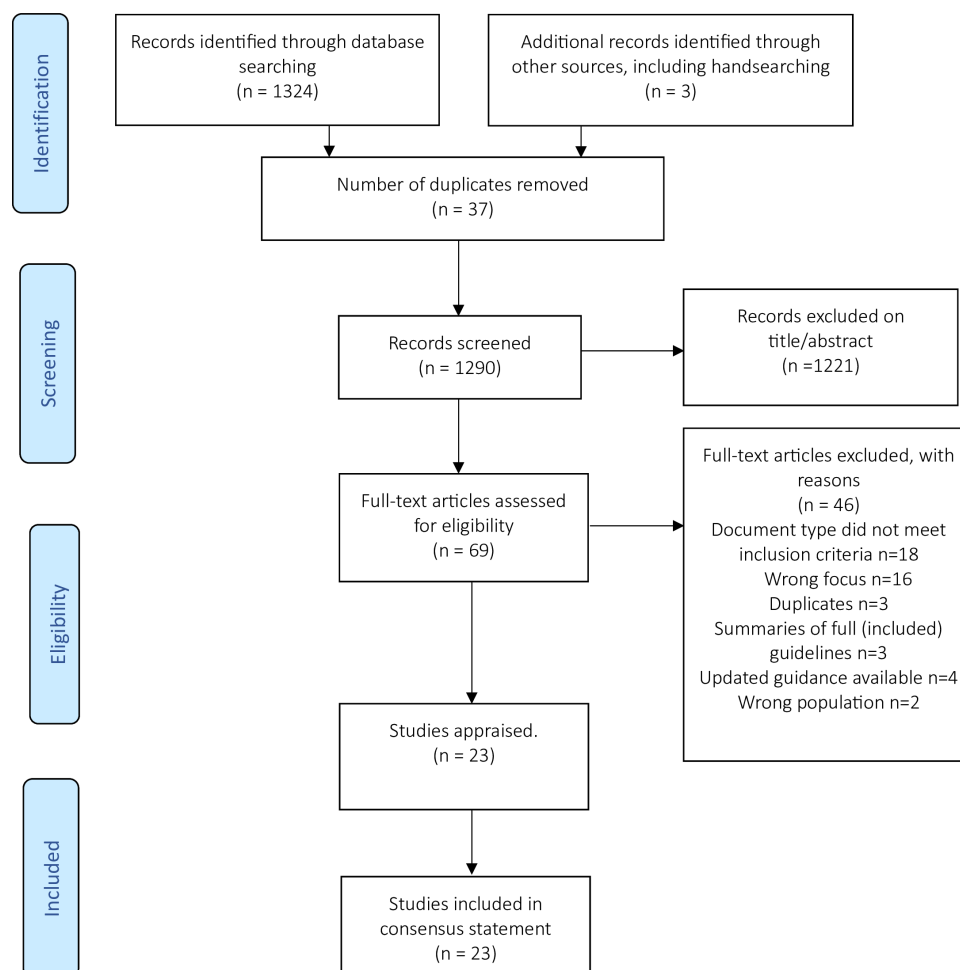 Identification
Records identified through database
searching
(n = 1324)
Additional records identified through
other sources, including handsearching
(n = 3)
Number of duplicates removed
(n = 37)
Screening
Records screened
(n = 1290)
Records excluded on
title/abstract
(n =1221)
Eligibility
Full-text articles assessed
for eligibility
(n = 69)
Full-text articles excluded, with
reasons
(n = 46)
Document type did not meet
inclusion criteria n=18
Wrong focus n=16
Duplicates n=3
Summaries of full (included)
guidelines n=3
Updated guidance available n=4
Wrong population n=2
Studies appraised.
(n = 23)
Included
Studies included in
consensus statement
(n = 23)